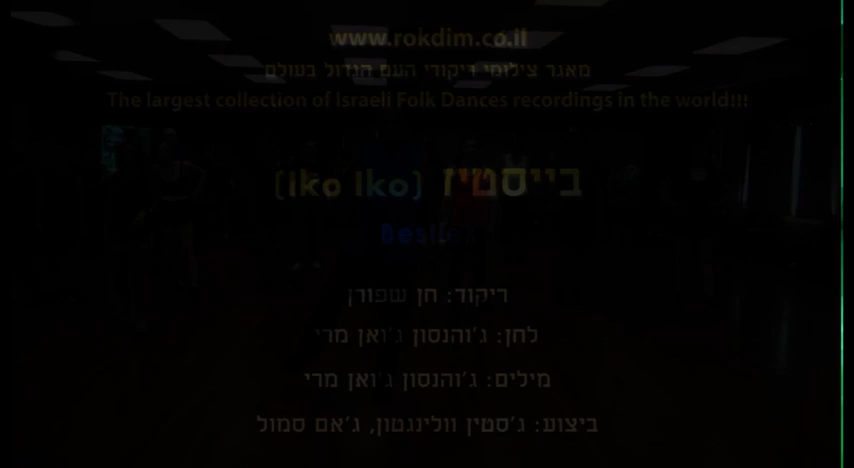 www.rokdim.co.il
מאגר צילומי ריקודי העם הגדול בעולם
The largest collection of Israeli Folk Dances recordings in the world!!!
בייסטיז (Iko Iko)
Besties
ריקוד: חן שפורן
לחן: ג'והנסון ג'ואן מרי
מילים: ג'והנסון ג'ואן מרי
ביצוע: ג'סטין וולינגטון, ג'אם סמול